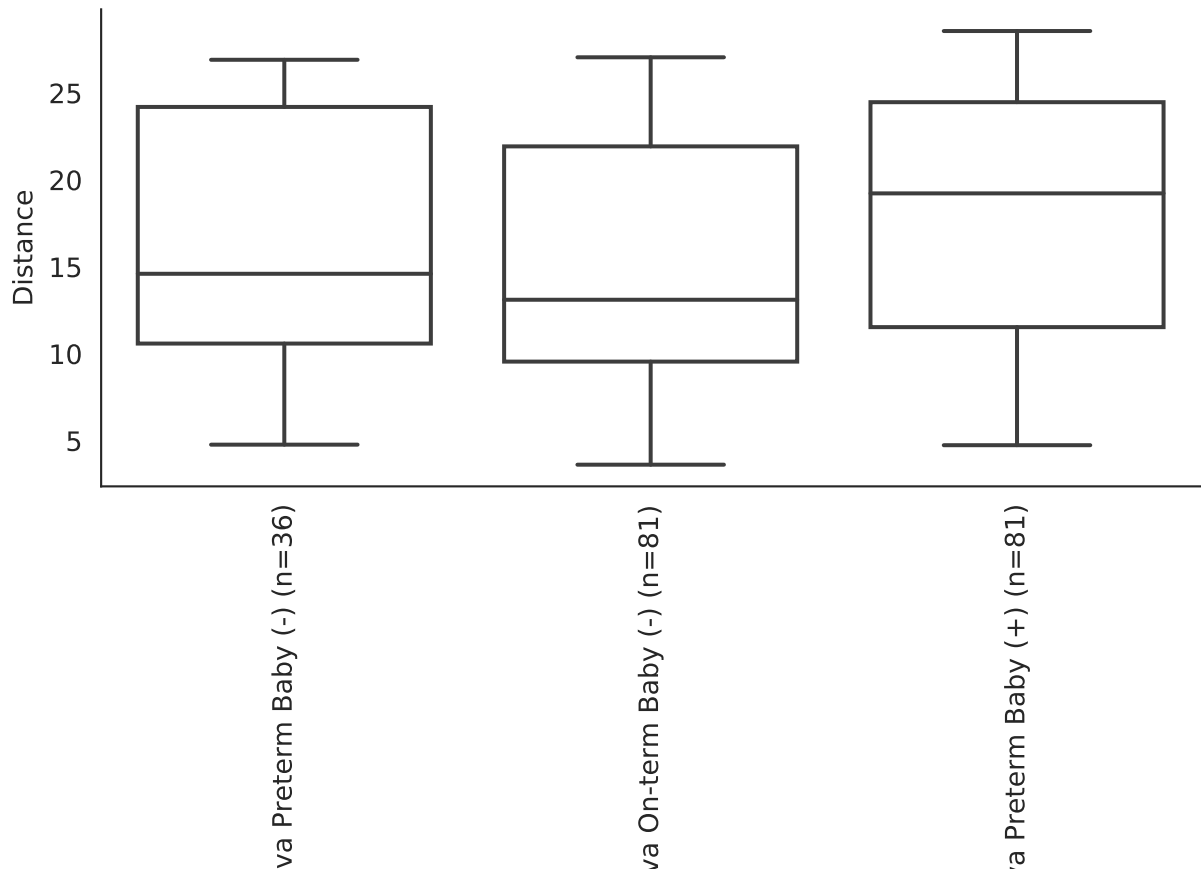 Distance
25
20
15
10
5
va Preterm Baby (-) (n=36)
va On-term Baby (-) (n=81)
va Preterm Baby (+) (n=81)